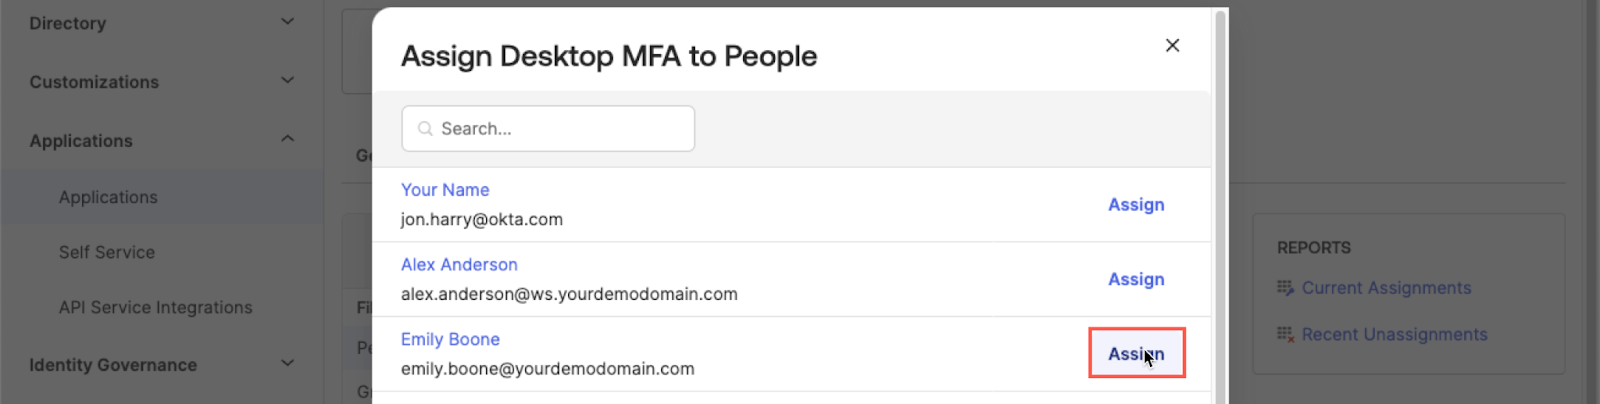 Directory
Customizations
Applications
Applications
Self Service
API Service Integrations
Identity Governance
Assign Desktop MFA to People
Search...
Your Name
jon.harry@okta.com
Assign
Alex Anderson
alex.anderson@ws.yourdemodomain.com
Assign
Emily Boone
emily.boone@yourdemodomain.com
Assign
REPORTS
Current Assignments
Recent Unassignments